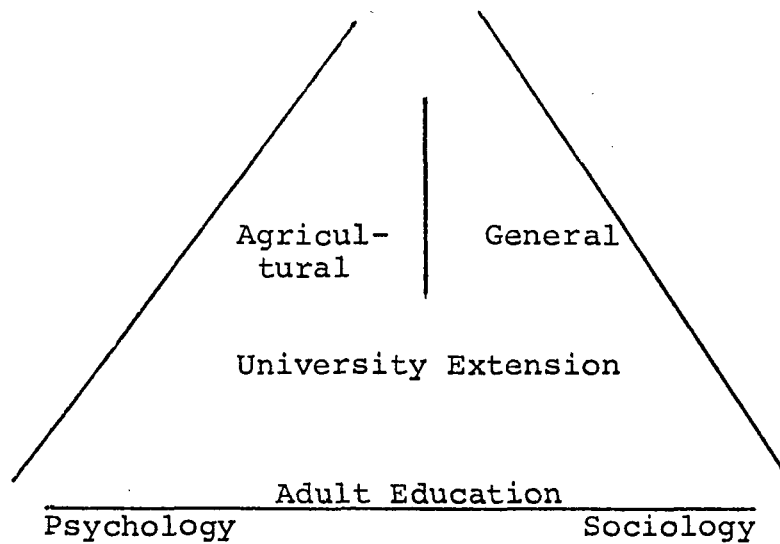 Agricul- General
tural
University Extension
Adult Education
Psychology Sociology